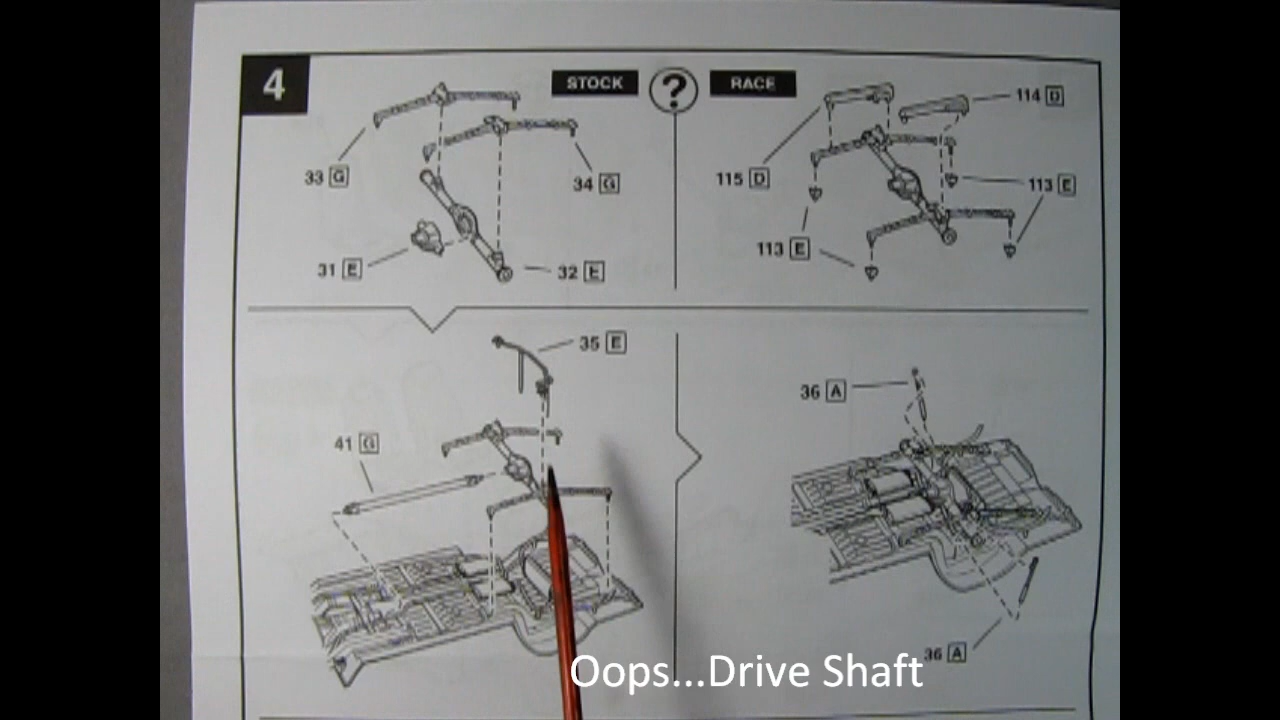 4
STOCK ? RACE
114 D
33 G
34 G
115 D
113 E
31 E
32 E
113 E
35 E
36 A
41 G
36 A
Oops...Drive Shaft